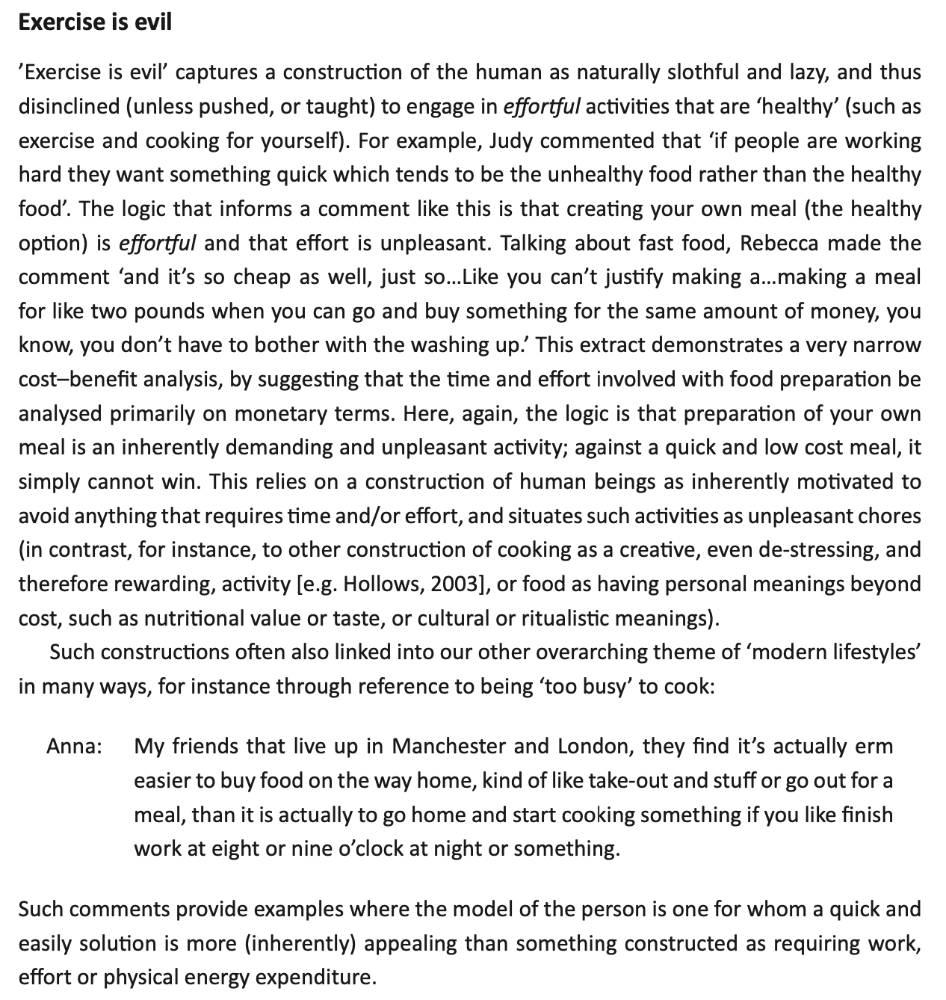 Exercise is evil
’Exercise is evil’ captures a construction of the human as naturally slothful and lazy, and thus
disinclined (unless pushed, or taught) to engage in effortful activities that are ‘healthy’ (such as
exercise and cooking for yourself). For example, Judy commented that ‘if people are working
hard they want something quick which tends to be the unhealthy food rather than the healthy
food’. The logic that informs a comment like this is that creating your own meal (the healthy
option) is effortful and that effort is unpleasant. Talking about fast food, Rebecca made the
comment ‘and it’s so cheap as well, just so...Like you can’t justify making a...making a meal
for like two pounds when you can go and buy something for the same amount of money, you
know, you don’t have to bother with the washing up.’ This extract demonstrates a very narrow
cost–benefit analysis, by suggesting that the time and effort involved with food preparation be
analysed primarily on monetary terms. Here, again, the logic is that preparation of your own
meal is an inherently demanding and unpleasant activity; against a quick and low cost meal, it
simply cannot win. This relies on a construction of human beings as inherently motivated to
avoid anything that requires time and/or effort, and situates such activities as unpleasant chores
(in contrast, for instance, to other construction of cooking as a creative, even de-stressing, and
therefore rewarding, activity [e.g. Hollows, 2003], or food as having personal meanings beyond
cost, such as nutritional value or taste, or cultural or ritualistic meanings).
Such constructions often also linked into our other overarching theme of ‘modern lifestyles’
in many ways, for instance through reference to being ‘too busy’ to cook:
Anna: My friends that live up in Manchester and London, they find it’s actually erm
easier to buy food on the way home, kind of like take-out and stuff or go out for a
meal, than it is actually to go home and start cooking something if you like finish
work at eight or nine o’clock at night or something.
Such comments provide examples where the model of the person is one for whom a quick and
easily solution is more (inherently) appealing than something constructed as requiring work,
effort or physical energy expenditure.